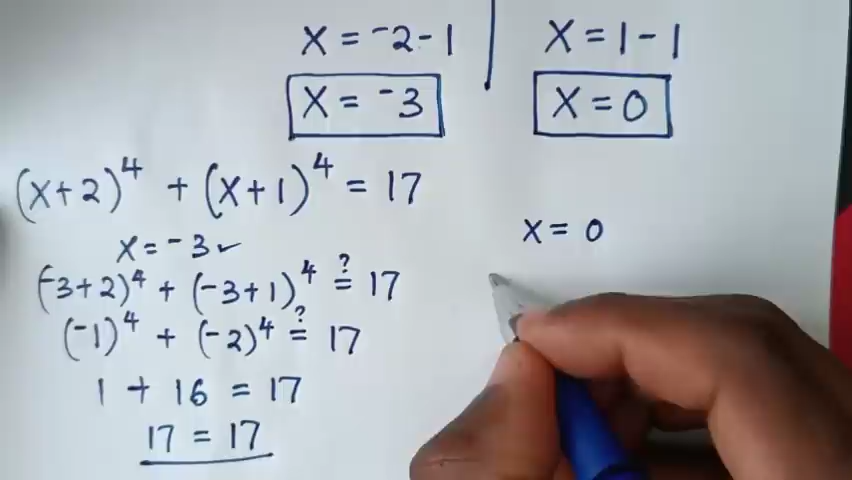 x = -2 - 1
x = -3
x = 1 - 1
x = 0
(x+2)^4 + (x+1)^4 = 17
x = -3 ✓
(-3+2)^4 + (-3+1)^4 ≟ 17
(-1)^4 + (-2)^4 ≟ 17
1 + 16 = 17
17 = 17
x = 0